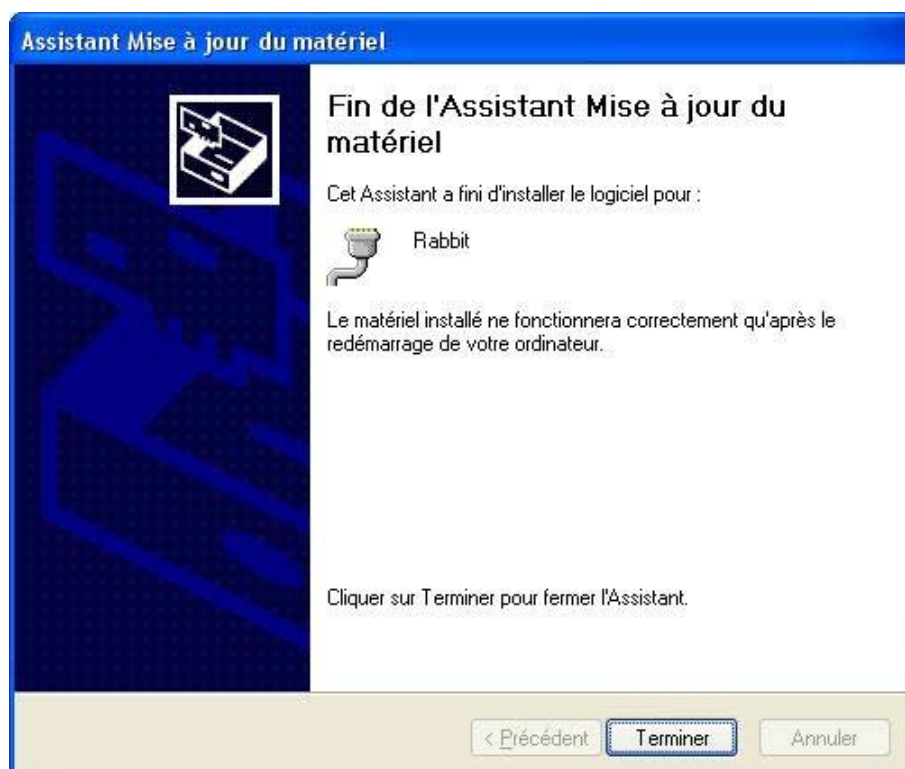 Assistant Mise à jour du matériel
Fin de l'Assistant Mise à jour du
matériel
Cet Assistant a fini d'installer le logiciel pour :
Rabbit
Le matériel installé ne fonctionnera correctement qu'après le
redémarrage de votre ordinateur.
Cliquer sur Terminer pour fermer l'Assistant.
< Précédent
Terminer
Annuler